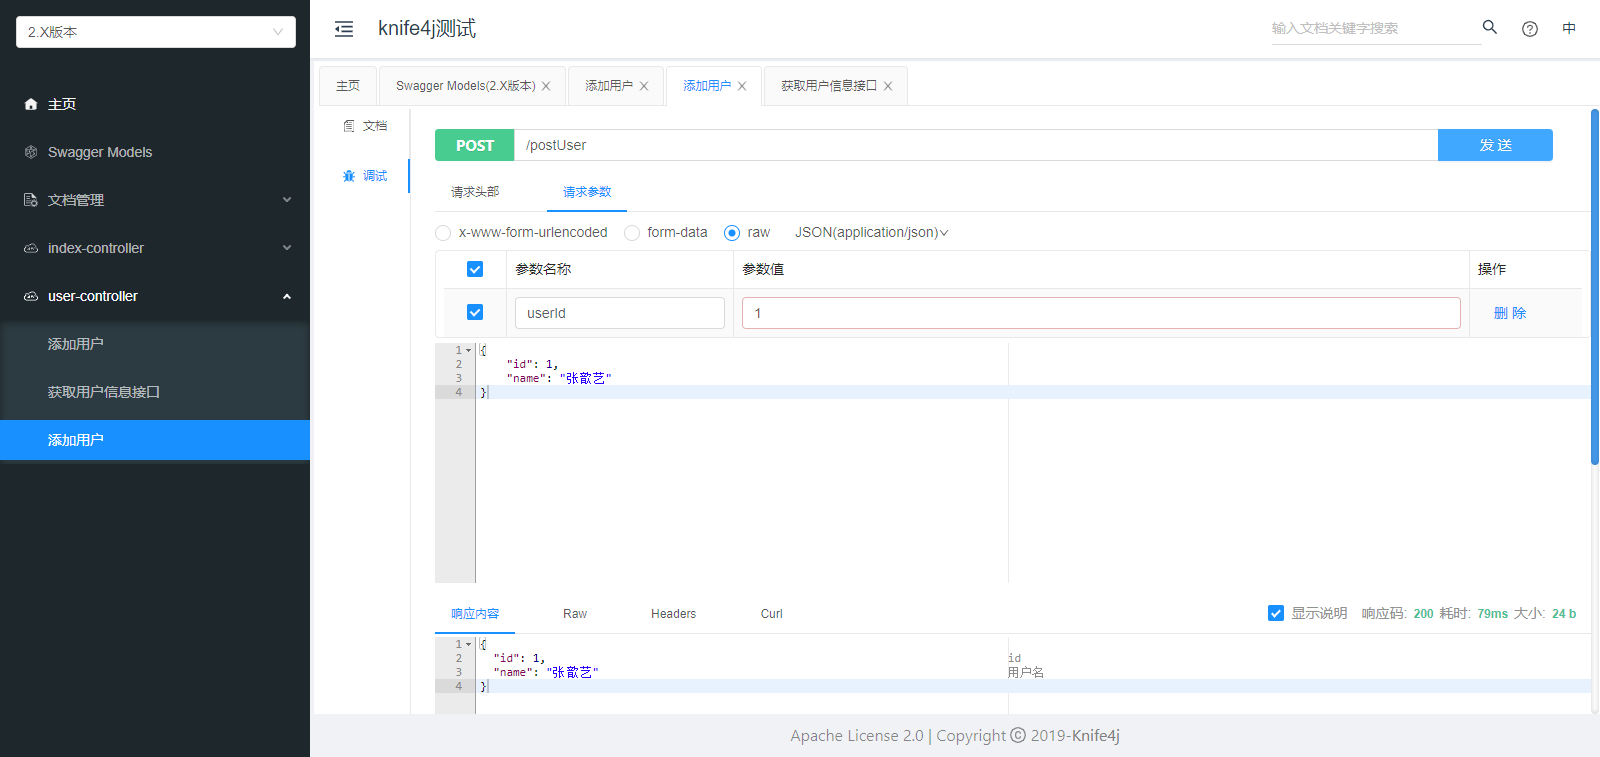 2.X版本
knife4j测试
输入文档关键字搜索
中
主页
Swagger Models
文档管理
index-controller
user-controller
添加用户
获取用户信息接口
添加用户
主页
Swagger Models(2.X版本)
添加用户
添加用户
获取用户信息接口
文档
调试
POST
/postUser
发 送
请求头部
请求参数
x-www-form-urlencoded
form-data
raw
JSON(application/json)
参数名称
参数值
操作
userId
1
删 除
1 {
2 "id": 1,
3 "name": "张歆艺"
4 }
响应内容
Raw
Headers
Curl
显示说明
响应码: 200 耗时: 79ms 大小: 24 b
1 {
2 "id": 1, id
3 "name": "张歆艺" 用户名
4 }
Apache License 2.0 | Copyright © 2019-Knife4j